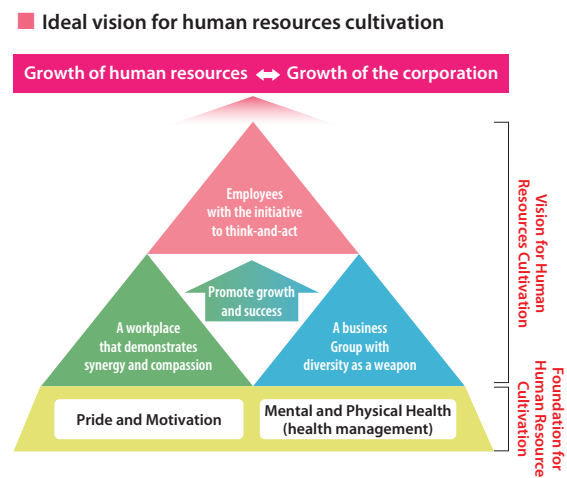 Ideal vision for human resources cultivation
Growth of human resources ⬌ Growth of the corporation
Employees
with the initiative
to think-and-act
Promote growth
and success
A workplace
that demonstrates
synergy and compassion
A business
Group with
diversity as a weapon
Vision for Human
Resources Cultivation
Pride and Motivation
Mental and Physical Health
(health management)
Foundation for
Human Resource
Cultivation